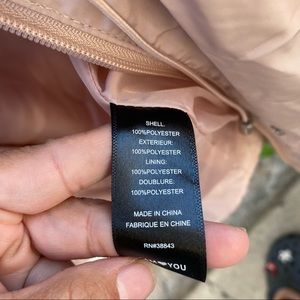 SHELL:
100%POLYESTER
EXTERIEUR:
100%POLYESTER
LINING:
100%POLYESTER
DOUBLURE:
100%POLYESTER
MADE IN CHINA
FABRIQUE EN CHINE
RN#38843
YOU